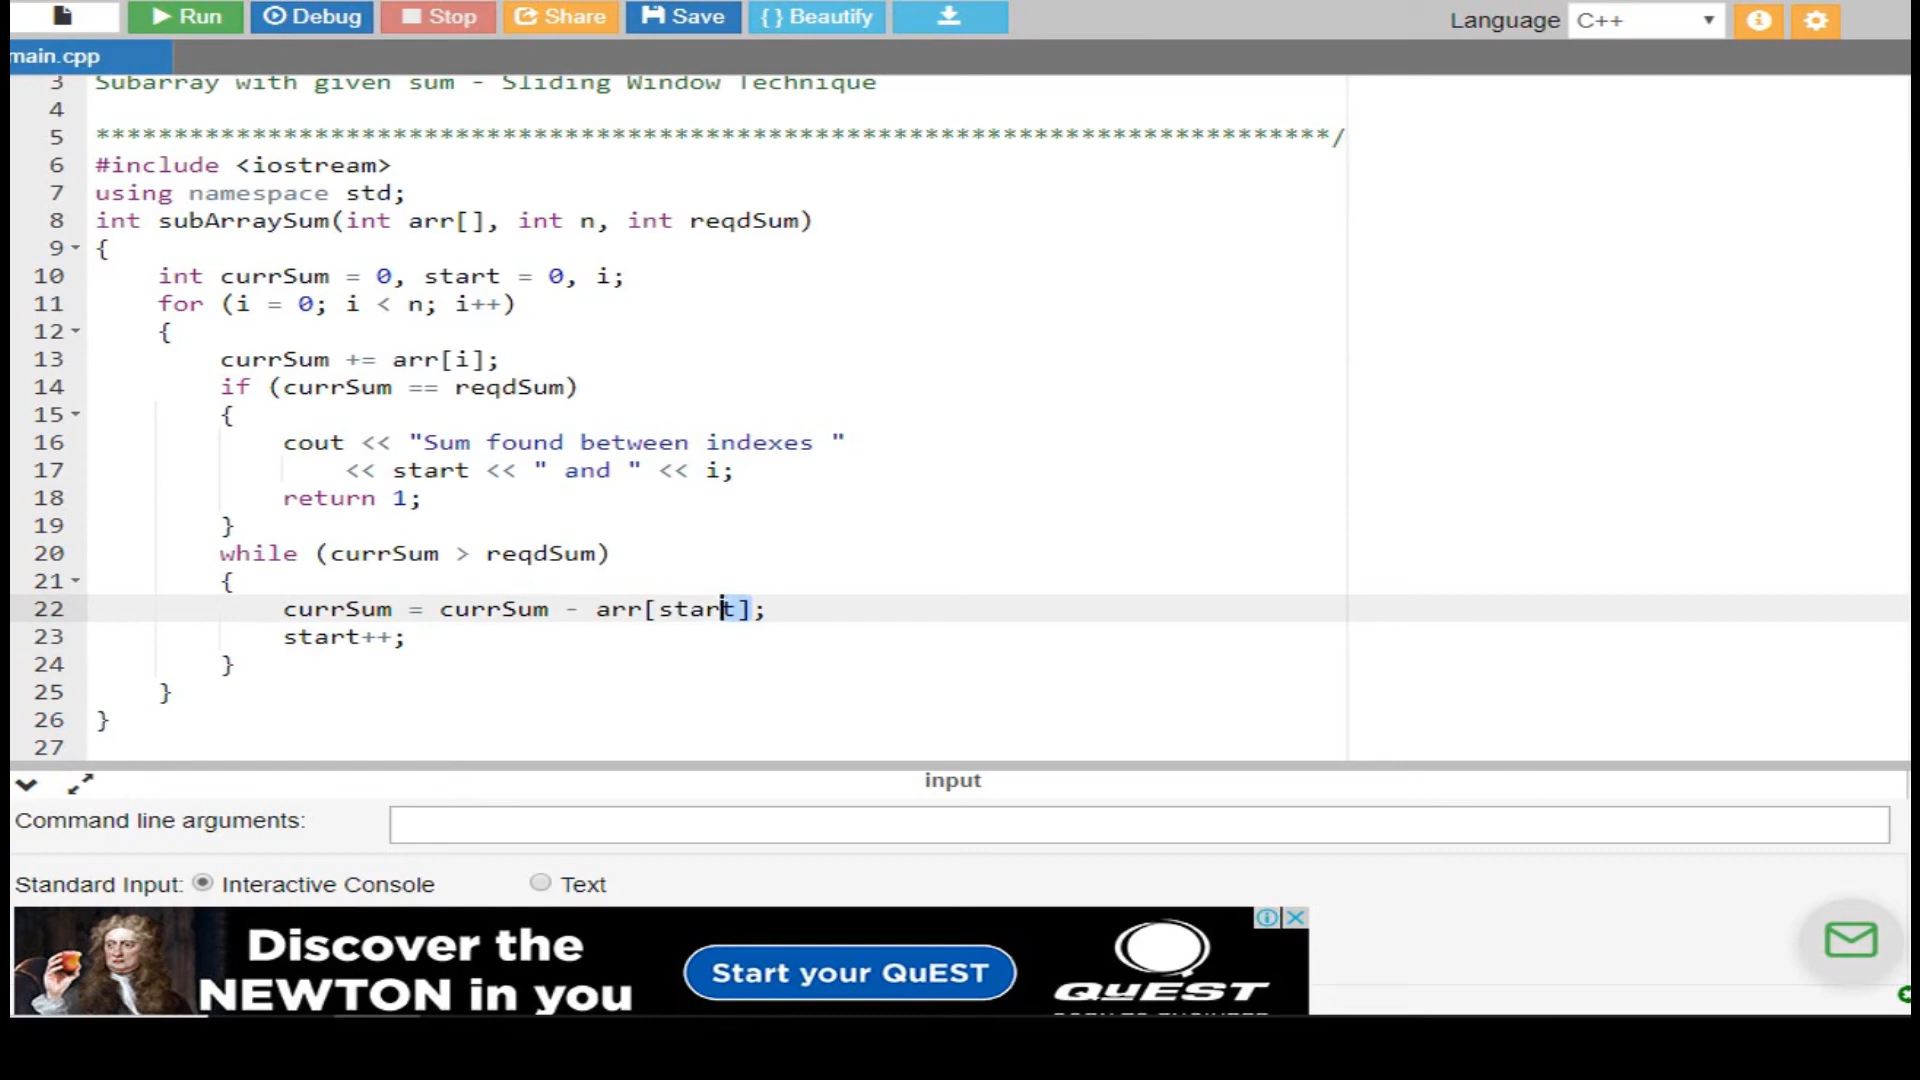 Run Debug Stop Share Save { } Beautify Language C++
main.cpp
3 Subarray with given sum - Sliding Window Technique
4
5 *******************************************************************************/
6 #include <iostream>
7 using namespace std;
8 int subArraySum(int arr[], int n, int reqdSum)
9 {
10 int currSum = 0, start = 0, i;
11 for (i = 0; i < n; i++)
12 {
13 currSum += arr[i];
14 if (currSum == reqdSum)
15 {
16 cout << "Sum found between indexes "
17 << start << " and " << i;
18 return 1;
19 }
20 while (currSum > reqdSum)
21 {
22 currSum = currSum - arr[start];
23 start++;
24 }
25 }
26 }
27
input
Command line arguments:
Standard Input: Interactive Console Text
Discover the
NEWTON in you
Start your QuEST
QuEST